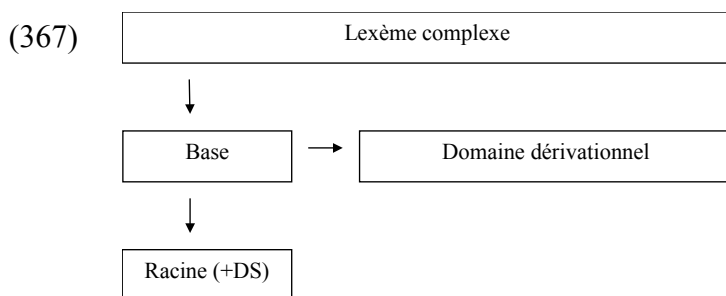 (367) Lexème complexe
Base Domaine dérivationnel
Racine (+DS)